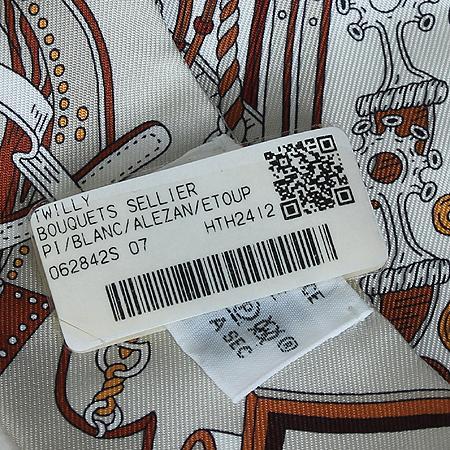 TWILLY
BOUQUETS SELLIER
PI/BLANC/ALEZAN/ETOUP
062842S 07 HTH2412
A SEC